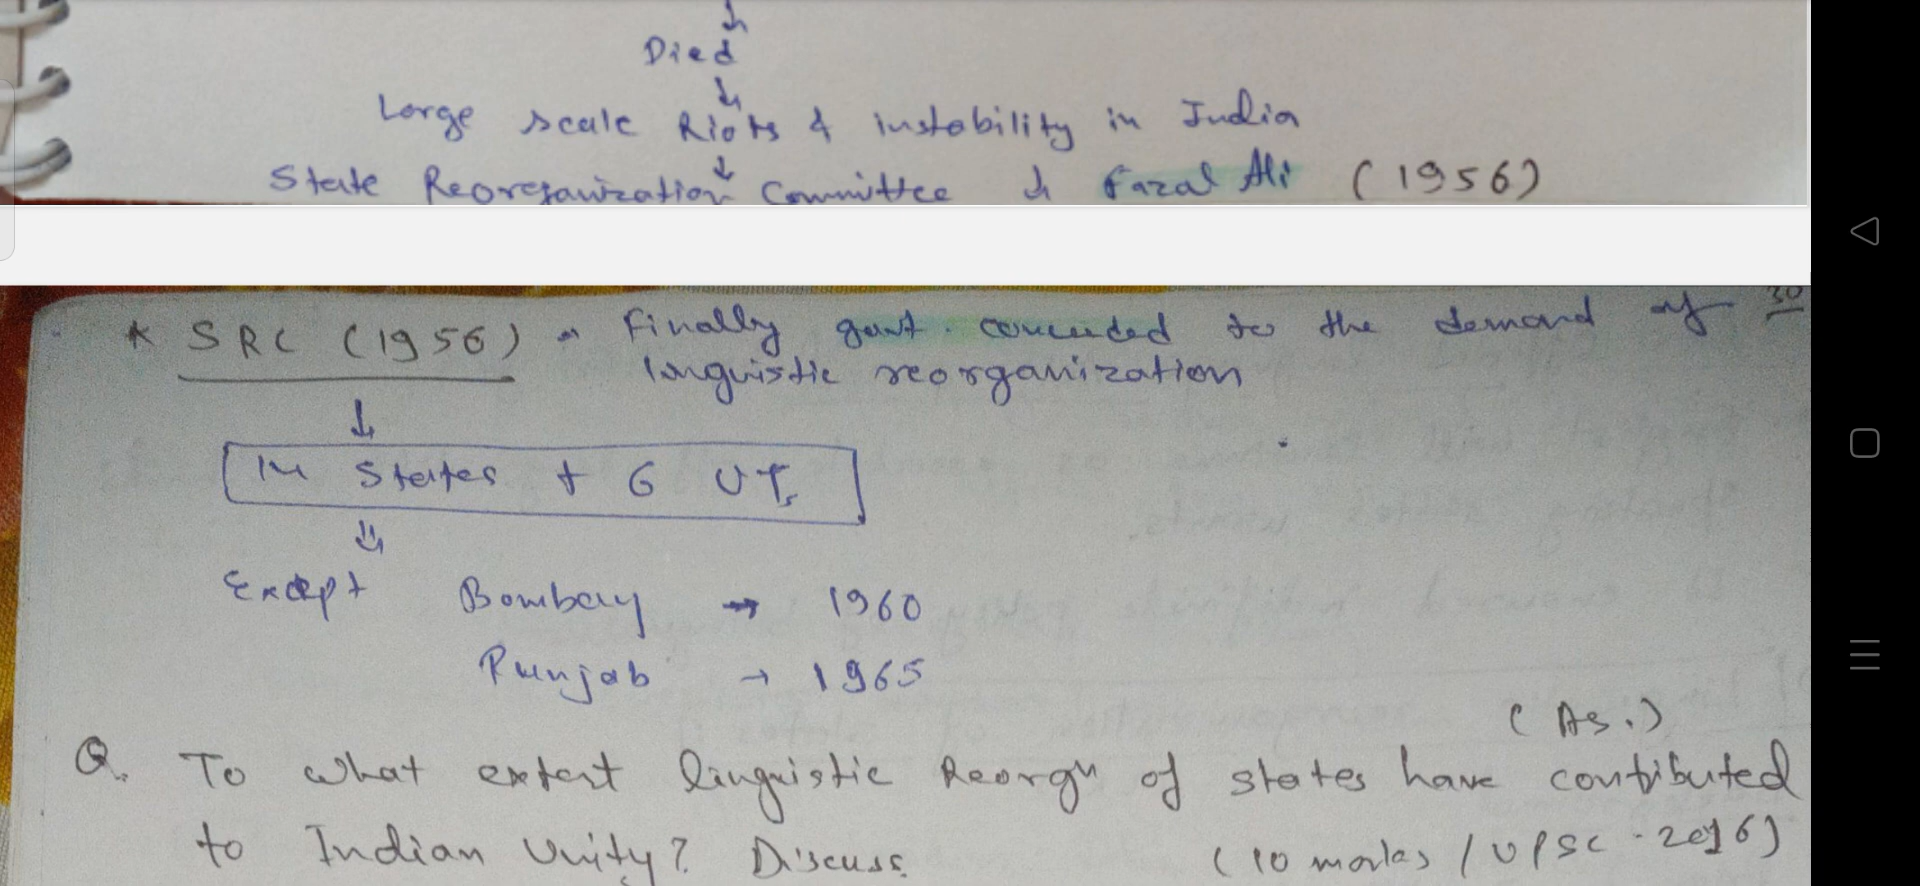 Died
Large scale Riots & instability in India
State Reorganization Committee Fazal Ali (1956)
30
* SRC (1956) Finally govt. conceded to the demand of
linguistic reorganization
14 States + 6 UTs
Except Bombay → 1960
Punjab → 1965
(As.)
Q. To what extent linguistic Reorgn of states have contributed
to Indian Unity? Discuss. (10 marks / UPSC - 2016)